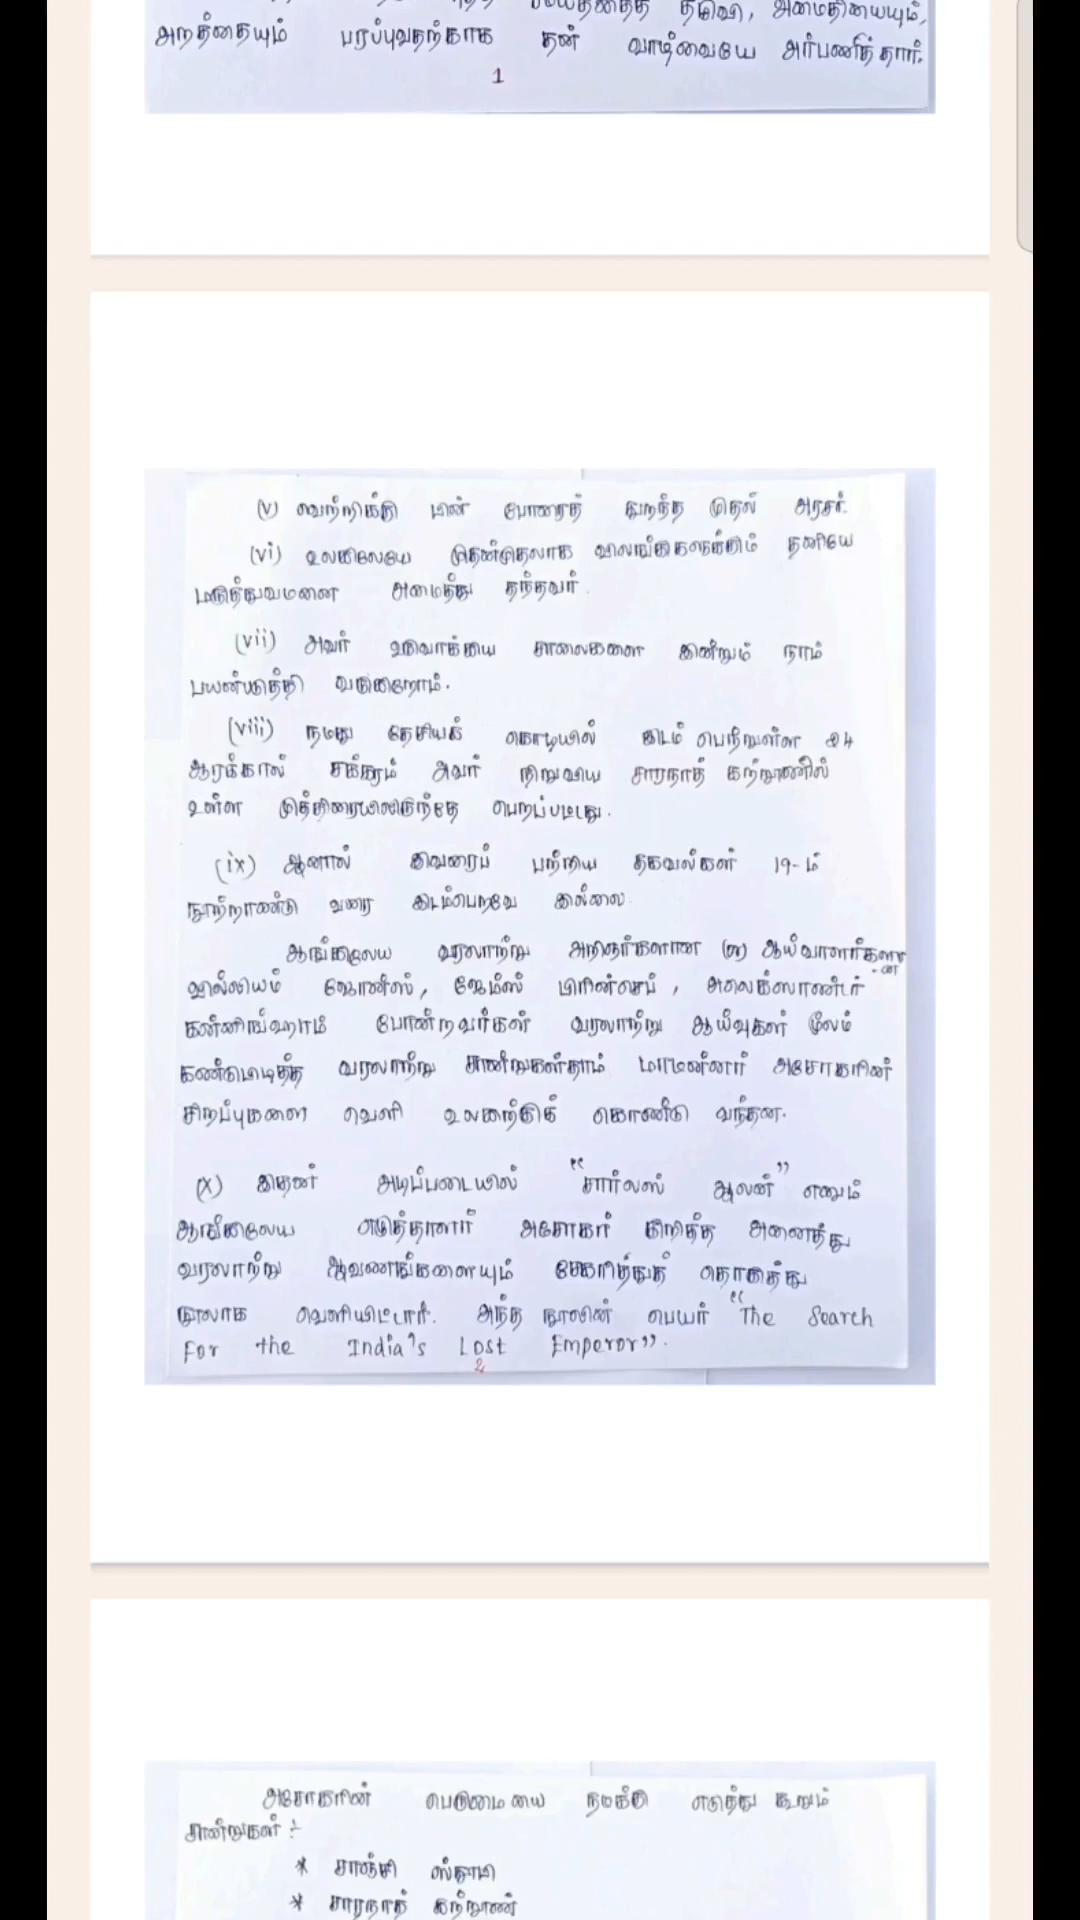 சமயத்தைத் தழுவி, அமைதியையும்,
அறத்தையும் பரப்புவதற்காக தன் வாழ்வையே அர்பணித்தார்.
1
(v) வெற்றிக்கு பின் போரைத் துறந்த முதல் அரசர்.
(vi) உலகிலேயே முதன்முதலாக விலங்குகளுக்கும் தனியே
மருத்துவமனை அமைத்து தந்தவர்.
(vii) அவர் உருவாக்கிய சாலைகளை இன்றும் நாம்
பயன்படுத்தி வருகிறோம்.
(viii) நமது தேசியக் கொடியில் இடம் பெற்றுள்ள 24
ஆரக்கால் சக்கரம் அவர் நிறுவிய சாரநாத் கற்றூணில்
உள்ள முத்திரையிலிருந்தே பெறப்பட்டது.
(ix) ஆனால் இவரைப் பற்றிய தகவல்கள் 19-ம்
நூற்றாண்டு வரை இடம்பெறவே இல்லை.
ஆங்கிலேய வரலாற்று அறிஞர்களான (அ) ஆய்வாளர்களான
வில்லியம் ஜோன்ஸ், ஜேம்ஸ் பிரின்செப், அலெக்ஸாண்டர்
கன்னிங்ஹாம் போன்றவர்கள் வரலாற்று ஆய்வுகள் மூலம்
கண்டுபிடித்த வரலாற்று சான்றுகள்தாம் மாமன்னர் அசோகரின்
சிறப்புகளை வெளி உலகிற்குக் கொண்டு வந்தன.
(x) இதன் அடிப்படையில் "சார்லஸ் ஆலன்" எனும்
ஆங்கிலேய எழுத்தாளர் அசோகர் குறித்த அனைத்து
வரலாற்று ஆவணங்களையும் சேகரித்துத் தொகுத்து
நூலாக வெளியிட்டார். அந்த நூலின் பெயர் "The Search
For the India's Lost Emperor".
2
அசோகரின் பெருமையை நமக்கு எடுத்து கூறும்
சான்றுகள் :-
* சாஞ்சி ஸ்தூபி
* சாரநாத் கற்றூண்